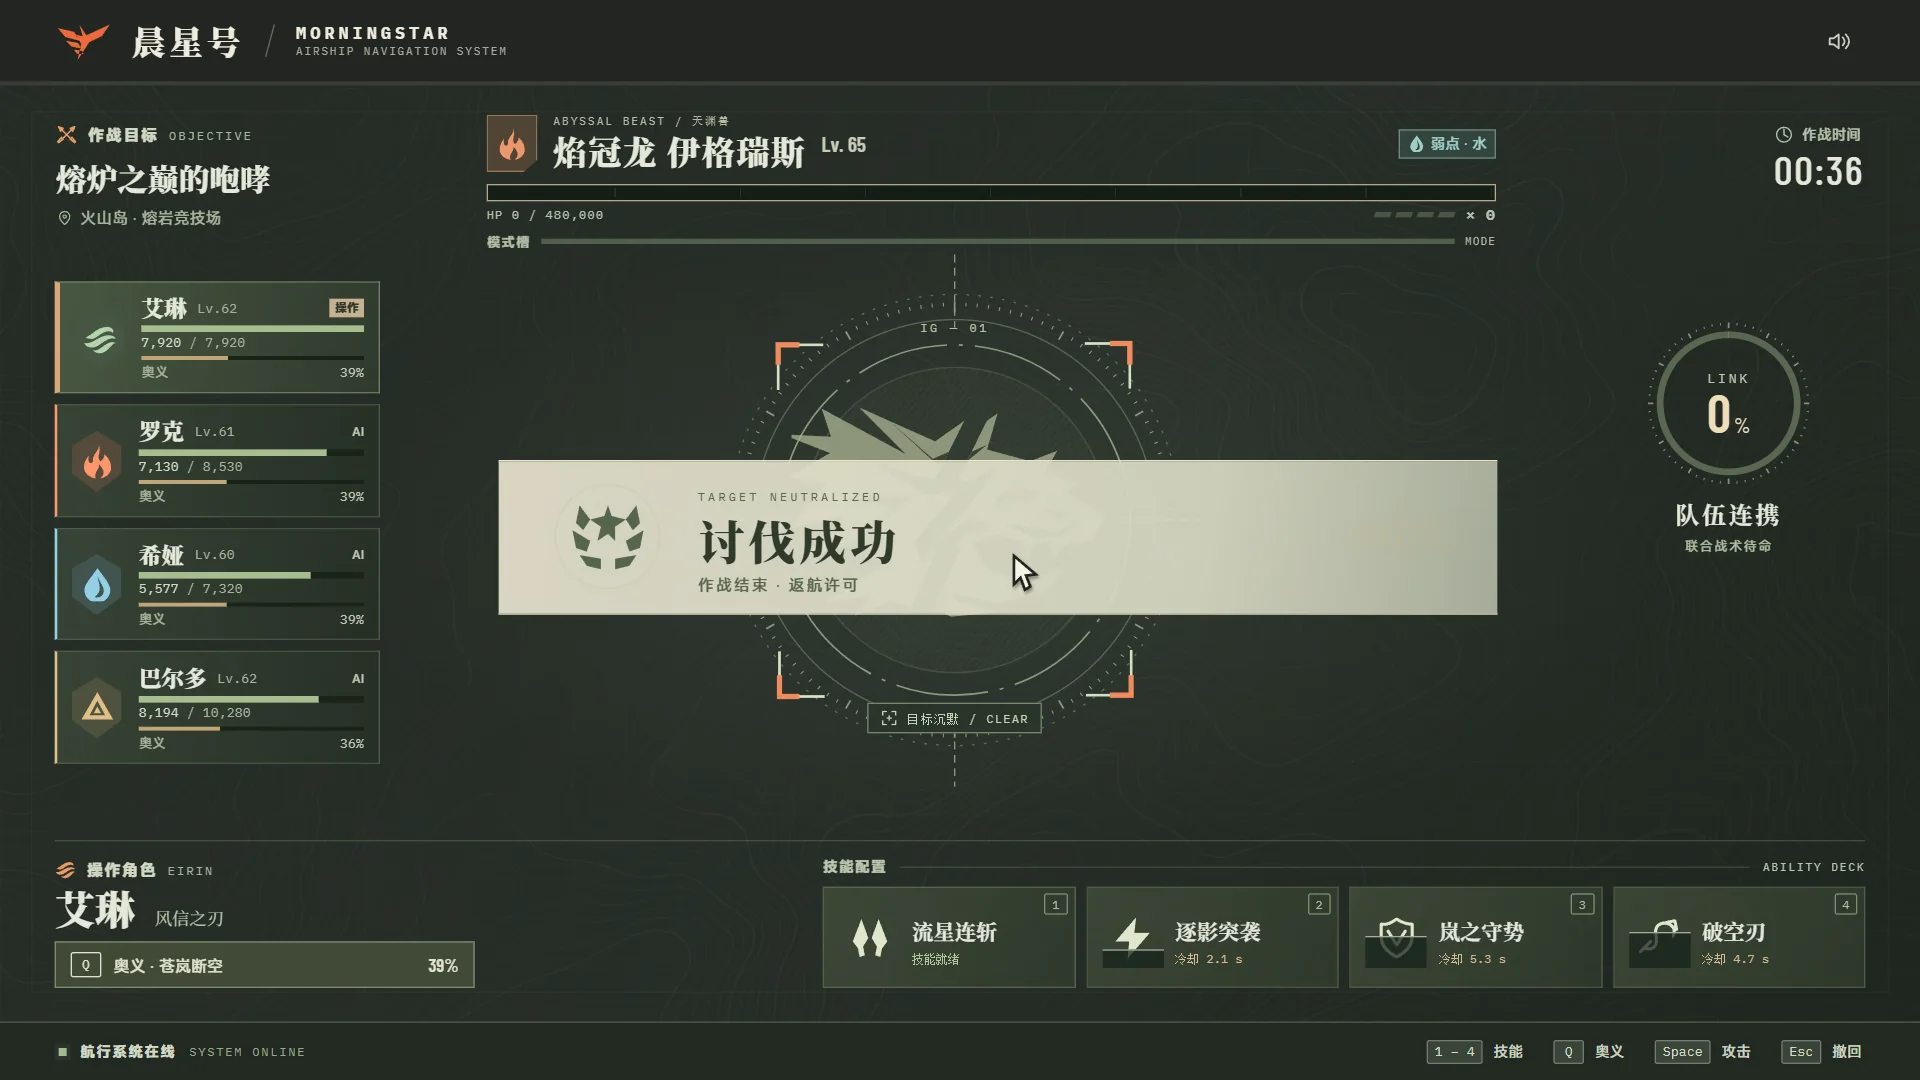 晨星号
MORNINGSTAR
AIRSHIP NAVIGATION SYSTEM
作战目标 OBJECTIVE
熔炉之巅的咆哮
火山岛 · 熔岩竞技场
ABYSSAL BEAST / 天渊兽
焰冠龙 伊格瑞斯 Lv. 65
弱点 · 水
HP 0 / 480,000
× 0
模式槽
MODE
作战时间
00:36
艾琳 Lv.62 操作
7,920 / 7,920
奥义 39%
罗克 Lv.61 AI
7,130 / 8,530
奥义 39%
希娅 Lv.60 AI
5,577 / 7,320
奥义 39%
巴尔多 Lv.62 AI
8,194 / 10,280
奥义 36%
IG — 01
TARGET NEUTRALIZED
讨伐成功
作战结束 · 返航许可
目标沉默 / CLEAR
LINK
0%
队伍连携
联合战术待命
操作角色 EIRIN
艾琳 风信之刃
Q 奥义 · 苍岚断空 39%
技能配置
ABILITY DECK
1
流星连斩
技能就绪
2
逐影突袭
冷却 2.1 s
3
岚之守势
冷却 5.3 s
4
破空刃
冷却 4.7 s
航行系统在线 SYSTEM ONLINE
1 – 4 技能 Q 奥义 Space 攻击 Esc 撤回